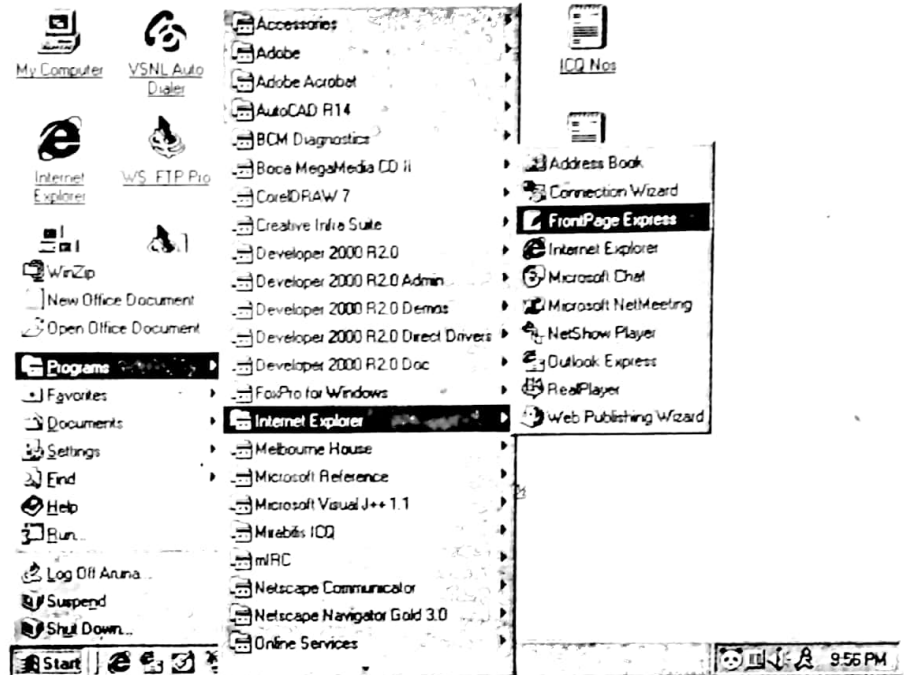 My Computer
VSNL Auto
Dialer
Internet
Explorer
WS_FTP Pro
ICQ Nos
WinZip
New Office Document
Open Office Document
Programs
Favorites
Documents
Settings
Find
Help
Run...
Log Off Aruna...
Suspend
Shut Down...
Start
Accessories
Adobe
Adobe Acrobat
AutoCAD R14
BCM Diagnostics
Boca MegaMedia CD II
CorelDRAW 7
Creative Infra Suite
Developer 2000 R2.0
Developer 2000 R2.0 Admin
Developer 2000 R2.0 Demos
Developer 2000 R2.0 Direct Drivers
Developer 2000 R2.0 Doc
FoxPro for Windows
Internet Explorer
Melbourne House
Microsoft Reference
Microsoft Visual J++ 1.1
Mirabilis ICQ
mIRC
Netscape Communicator
Netscape Navigator Gold 3.0
Online Services
Address Book
Connection Wizard
FrontPage Express
Internet Explorer
Microsoft Chat
Microsoft NetMeeting
NetShow Player
Outlook Express
RealPlayer
Web Publishing Wizard
9:56 PM